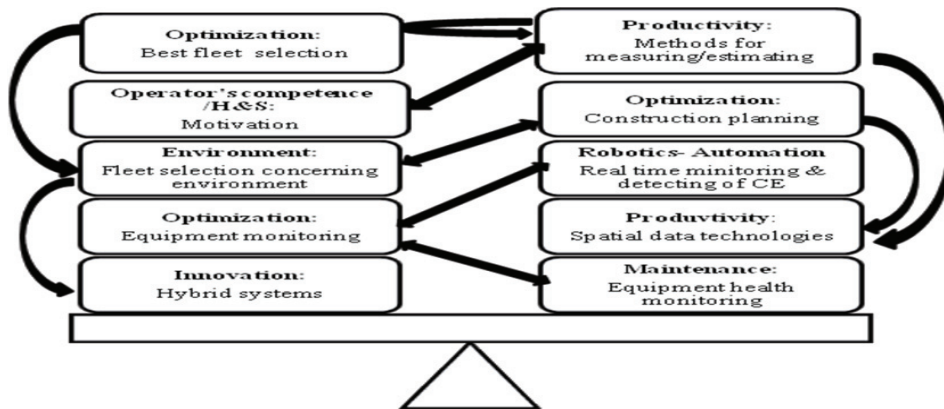 Optimization:
Best fleet selection
Operator's competence
/H&S:
Motivation
Environment:
Fleet selection concerning
environment
Optimization:
Equipment monitoring
Innovation:
Hybrid systems
Productivity:
Methods for
measuring/estimating
Optimization:
Construction planning
Robotics- Automation
Real time minitoring &
detecting of CE
Produvtivity:
Spatial data technologies
Maintenance:
Equipment health
monitoring